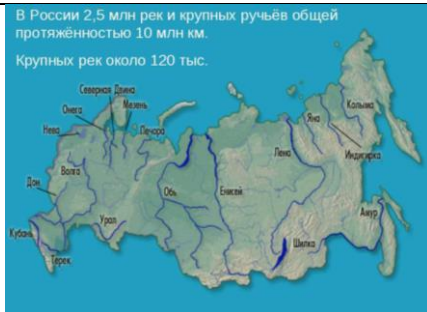 В России 2,5 млн рек и крупных ручьёв общей
протяжённостью 10 млн км.
Крупных рек около 120 тыс.
Северная Двина
Онега
Мезень
Нева
Печора
Колыма
Яна
Индигирка
Волга
Лена
Дон
Обь
Енисей
Урал
Амур
Кубань
Шилка
Терек